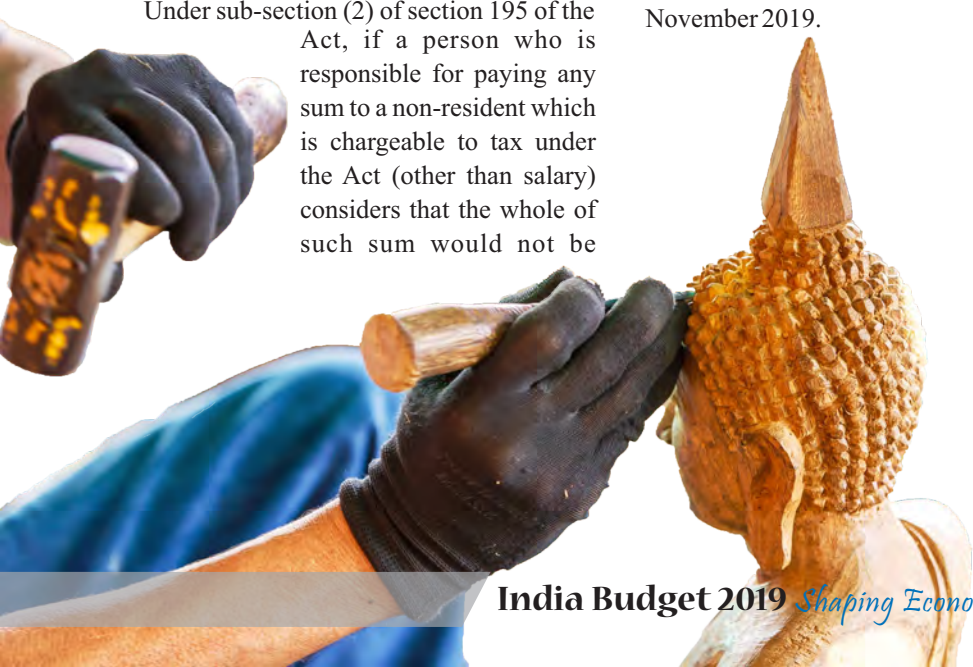 Under sub-section (2) of section 195 of the
Act, if a person who is
responsible for paying any
sum to a non-resident which
is chargeable to tax under
the Act (other than salary)
considers that the whole of
such sum would not be
November 2019.
India Budget 2019 Shaping Econo